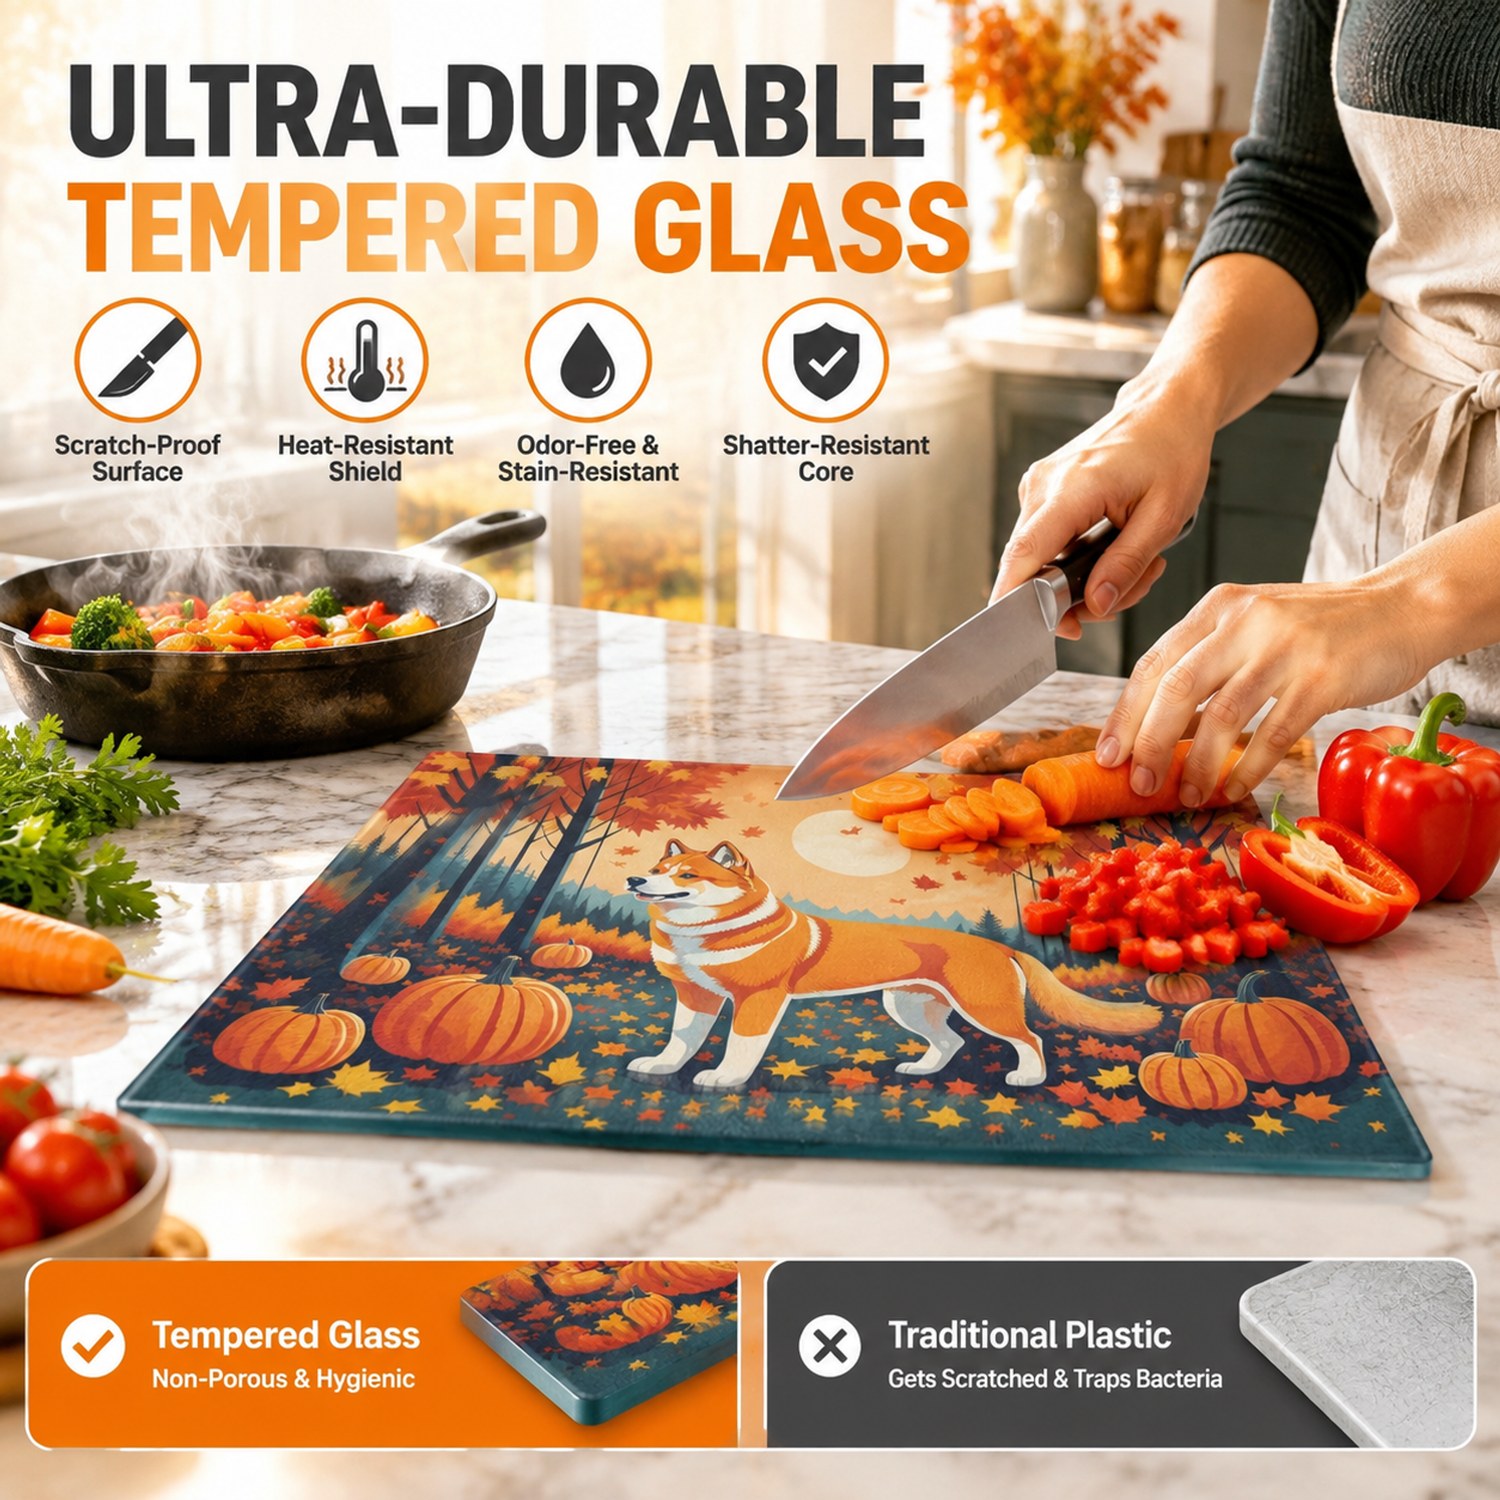 ULTRA-DURABLE
TEMPERED GLASS
Scratch-Proof
Surface
Heat-Resistant
Shield
Odor-Free &
Stain-Resistant
Shatter-Resistant
Core
Tempered Glass
Non-Porous & Hygienic
Traditional Plastic
Gets Scratched & Traps Bacteria